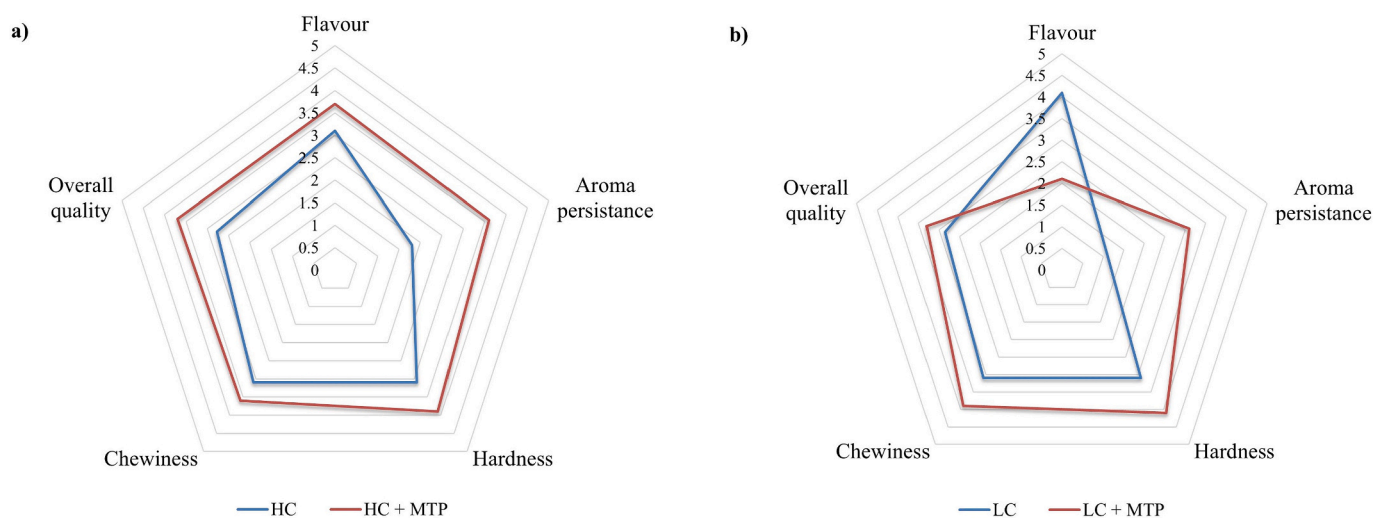 a)
Flavour
5
4.5
4
3.5
3
2.5
2
1.5
1
0.5
0
Overall
quality
Aroma
persistance
Chewiness
Hardness
HC
HC + MTP
b)
Flavour
5
4.5
4
3.5
3
2.5
2
1.5
1
0.5
0
Overall
quality
Aroma
persistance
Chewiness
Hardness
LC
LC + MTP